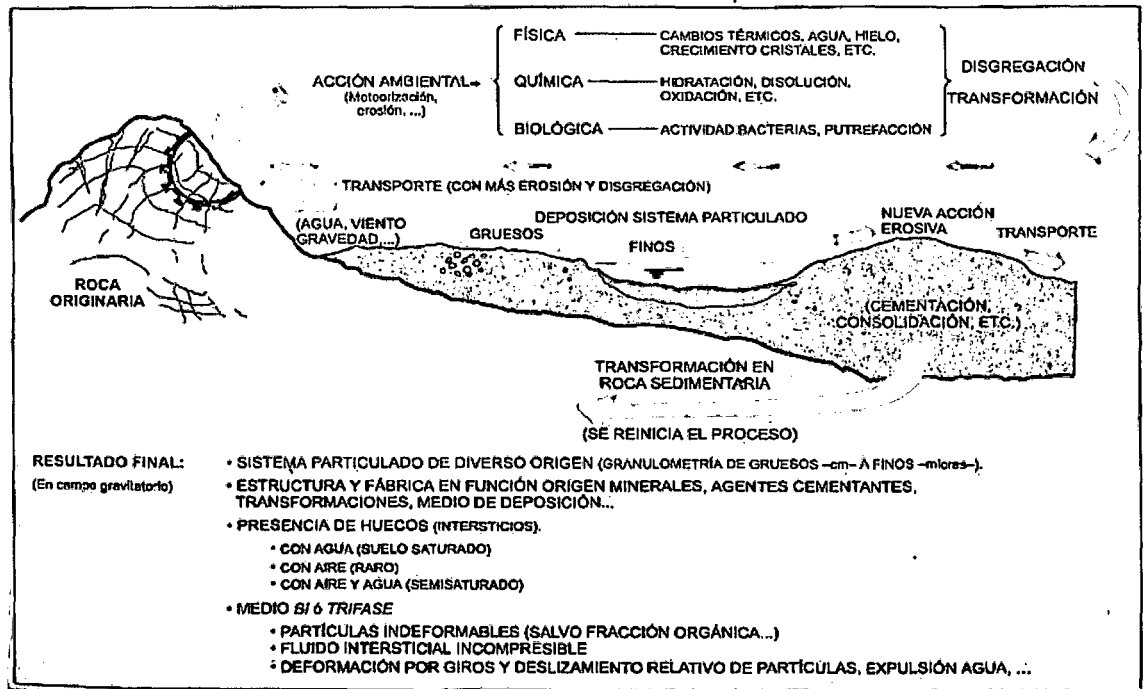 FÍSICA
CAMBIOS TÉRMICOS, AGUA, HIELO,
CRECIMIENTO CRISTALES, ETC.
ACCIÓN AMBIENTAL
(Meteorización,
erosión, ...)
QUÍMICA
HIDRATACIÓN, DISOLUCIÓN,
OXIDACIÓN, ETC.
DISGREGACIÓN
TRANSFORMACIÓN
BIOLÓGICA
ACTIVIDAD BACTERIAS, PUTREFACCIÓN
TRANSPORTE (CON MÁS EROSIÓN Y DISGREGACIÓN)
(AGUA, VIENTO
GRAVEDAD,...)
GRUESOS
DEPOSICIÓN SISTEMA PARTICULADO
FINOS
NUEVA ACCIÓN
EROSIVA
TRANSPORTE
ROCA
ORIGINARIA
(CEMENTACIÓN,
CONSOLIDACIÓN, ETC.)
TRANSFORMACIÓN EN
ROCA SEDIMENTARIA
(SE REINICIA EL PROCESO)
RESULTADO FINAL:
(En campo gravitatorio)
• SISTEMA PARTICULADO DE DIVERSO ORIGEN (GRANULOMETRÍA DE GRUESOS –cm– A FINOS –micras–).
• ESTRUCTURA Y FÁBRICA EN FUNCIÓN ORIGEN MINERALES, AGENTES CEMENTANTES,
TRANSFORMACIONES, MEDIO DE DEPOSICIÓN...
• PRESENCIA DE HUECOS (INTERSTICIOS).
• CON AGUA (SUELO SATURADO)
• CON AIRE (RARO)
• CON AIRE Y AGUA (SEMISATURADO)
• MEDIO BI ó TRIFASE
• PARTÍCULAS INDEFORMABLES (SALVO FRACCIÓN ORGÁNICA...)
• FLUIDO INTERSTICIAL INCOMPRESIBLE
• DEFORMACIÓN POR GIROS Y DESLIZAMIENTO RELATIVO DE PARTÍCULAS, EXPULSIÓN AGUA, ...